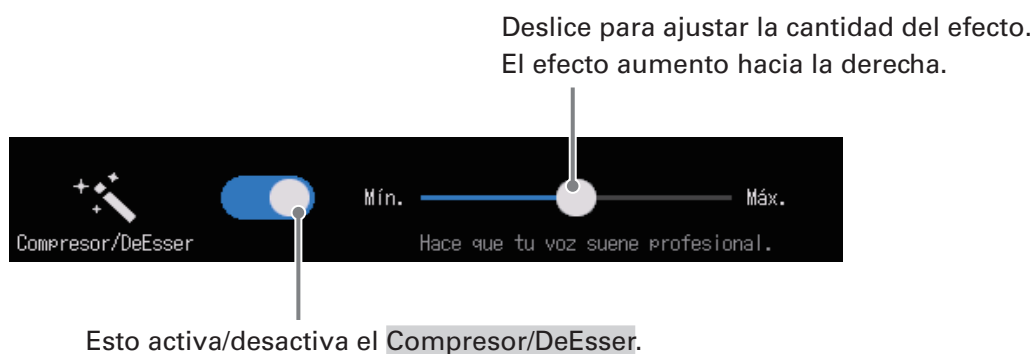 Deslice para ajustar la cantidad del efecto.
El efecto aumento hacia la derecha.
Mín.
Máx.
Compresor/DeEsser
Hace que tu voz suene profesional.
Esto activa/desactiva el Compresor/DeEsser.